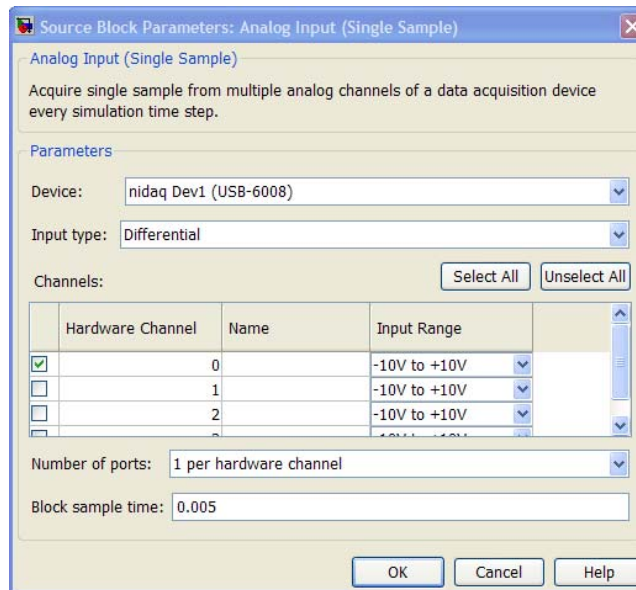 Source Block Parameters: Analog Input (Single Sample)
Analog Input (Single Sample)
Acquire single sample from multiple analog channels of a data acquisition device
every simulation time step.
Parameters
Device: nidaq Dev1 (USB-6008)
Input type: Differential
Channels: Select All Unselect All
Hardware Channel Name Input Range
0 -10V to +10V
1 -10V to +10V
2 -10V to +10V
Number of ports: 1 per hardware channel
Block sample time: 0.005
OK Cancel Help